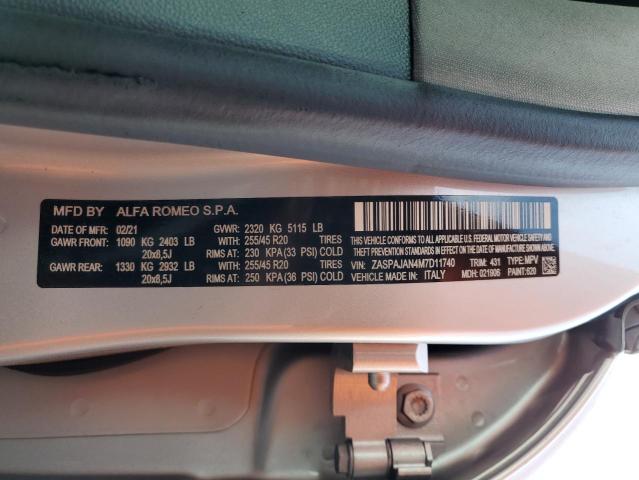 MFD BY ALFA ROMEO S.P.A.
DATE OF MFR: 02/21 GVWR: 2320 KG 5115 LB
GAWR FRONT: 1090 KG 2403 LB WITH: 255/45 R20 TIRES
20x8,5J RIMS AT: 230 KPA (33 PSI) COLD
GAWR REAR: 1330 KG 2932 LB WITH: 255/45 R20 TIRES
20x8,5J RIMS AT: 250 KPA (36 PSI) COLD
THIS VEHICLE CONFORMS TO ALL APPLICABLE U.S. FEDERAL MOTOR VEHICLE SAFETY, BUMPER AND THEFT PREVENTION
STANDARDS IN EFFECT ON THE DATE OF MANUFACTURE SHOWN ABOVE
VIN: ZASPAJAN4M7D11740 TRIM: 431 TYPE: MPV
VEHICLE MADE IN: ITALY MDH: 021906 PAINT: 620